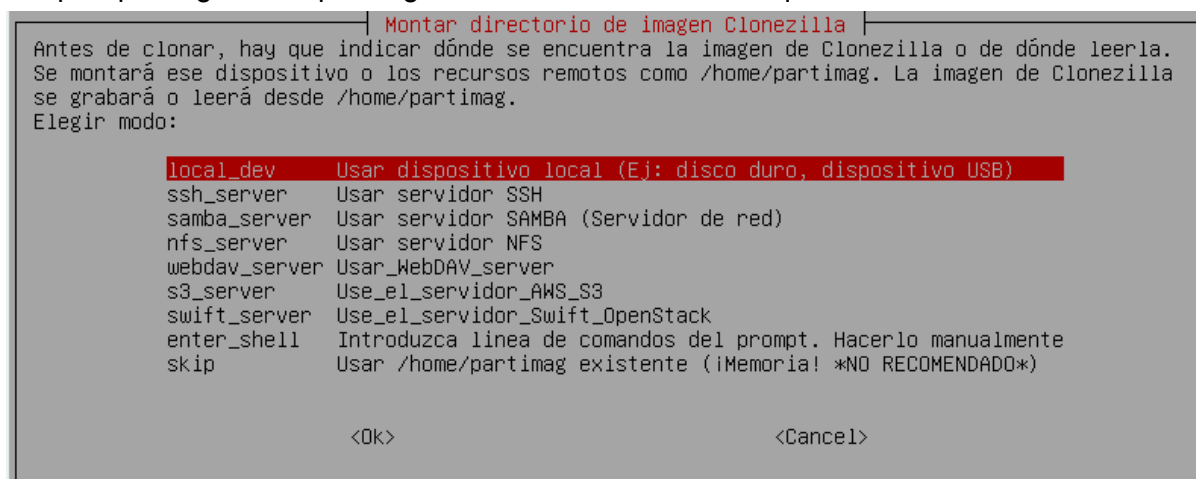 Montar directorio de imagen Clonezilla
Antes de clonar, hay que indicar dónde se encuentra la imagen de Clonezilla o de dónde leerla.
Se montará ese dispositivo o los recursos remotos como /home/partimag. La imagen de Clonezilla
se grabará o leerá desde /home/partimag.
Elegir modo:
local_dev Usar dispositivo local (Ej: disco duro, dispositivo USB)
ssh_server Usar servidor SSH
samba_server Usar servidor SAMBA (Servidor de red)
nfs_server Usar servidor NFS
webdav_server Usar_WebDAV_server
s3_server Use_el_servidor_AWS_S3
swift_server Use_el_servidor_Swift_OpenStack
enter_shell Introduzca linea de comandos del prompt. Hacerlo manualmente
skip Usar /home/partimag existente (¡Memoria! *NO RECOMENDADO*)
<Ok> <Cancel>